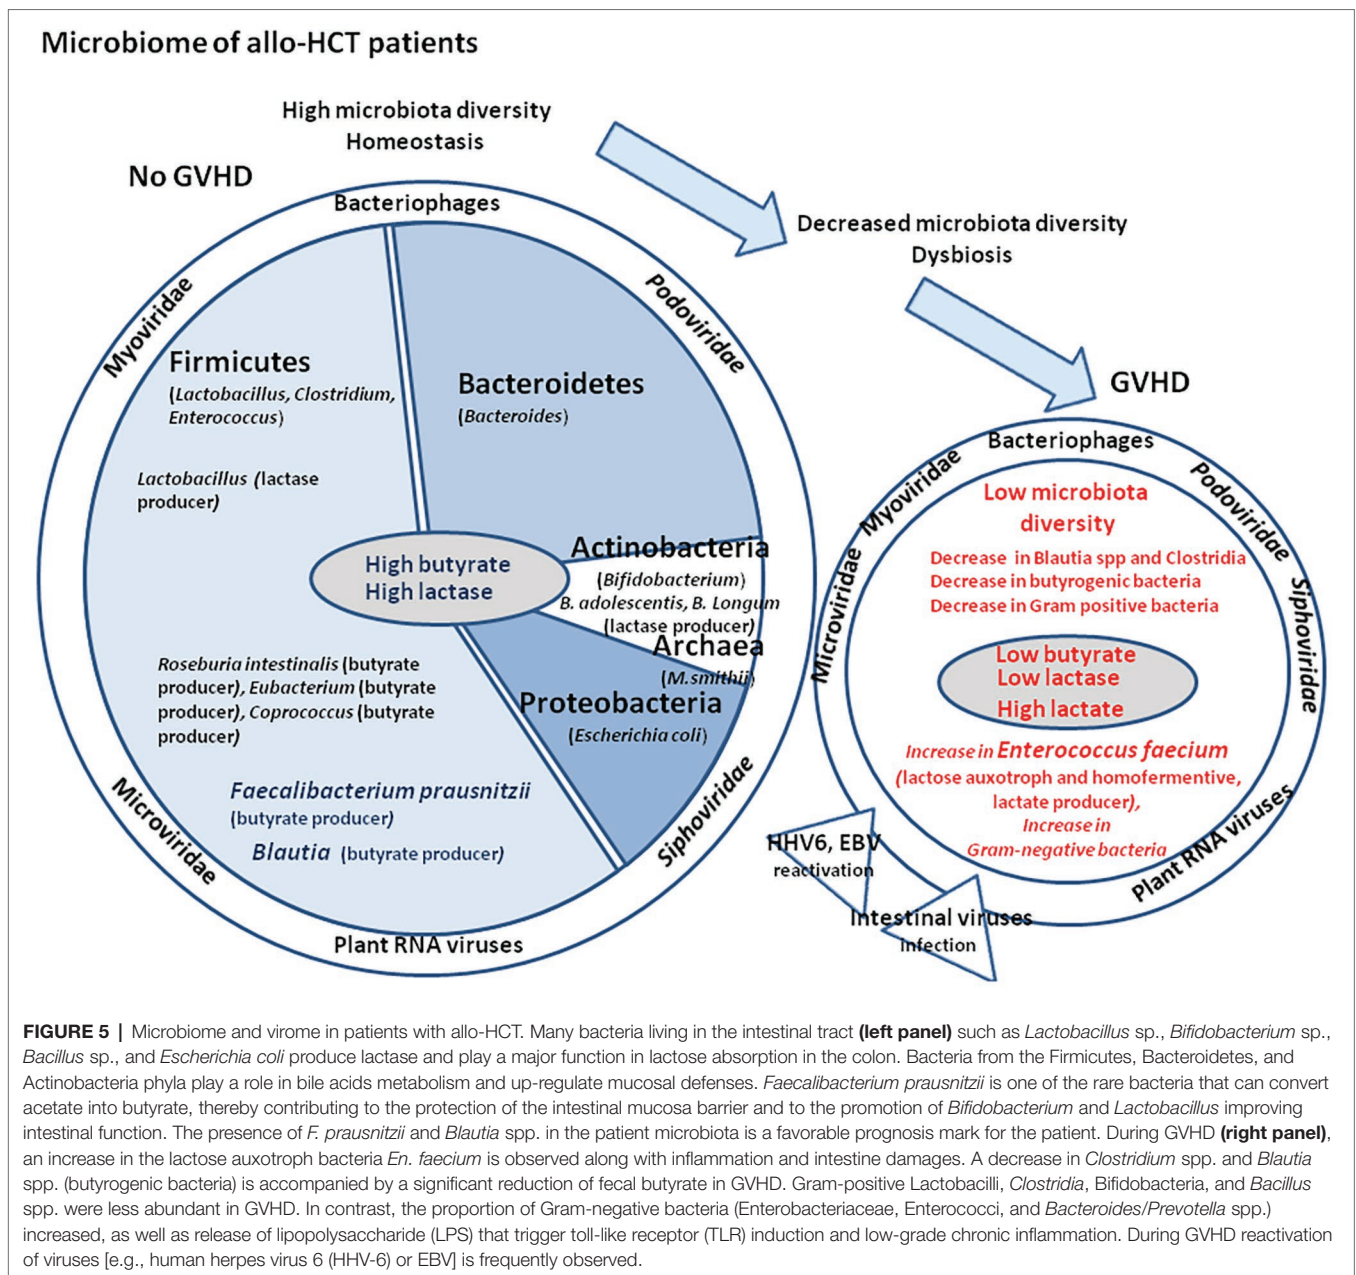 Microbiome of allo-HCT patients
High microbiota diversity
Homeostasis
No GVHD
Bacteriophages
Myoviridae
Podoviridae
Firmicutes
(Lactobacillus, Clostridium,
Enterococcus)
Bacteroidetes
(Bacteroides)
Lactobacillus (lactase
producer)
High butyrate
High lactase
Actinobacteria
(Bifidobacterium)
B. adolescentis, B. Longum
(lactase producer)
Archaea
(M.smithii)
Roseburia intestinalis (butyrate
producer), Eubacterium (butyrate
producer), Coprococcus (butyrate
producer)
Proteobacteria
(Escherichia coli)
Faecalibacterium prausnitzii
(butyrate producer)
Blautia (butyrate producer)
Microviridae
Siphoviridae
Plant RNA viruses
Decreased microbiota diversity
Dysbiosis
GVHD
Bacteriophages
Myoviridae
Podoviridae
Microviridae
Siphoviridae
Low microbiota
diversity
Decrease in Blautia spp and Clostridia
Decrease in butyrogenic bacteria
Decrease in Gram positive bacteria
Low butyrate
Low lactase
High lactate
Increase in Enterococcus faecium
(lactose auxotroph and homofermentive,
lactate producer),
Increase in
Gram-negative bacteria
Plant RNA viruses
HHV6, EBV
reactivation
Intestinal viruses
infection
FIGURE 5 | Microbiome and virome in patients with allo-HCT. Many bacteria living in the intestinal tract (left panel) such as Lactobacillus sp., Bifidobacterium sp.,
Bacillus sp., and Escherichia coli produce lactase and play a major function in lactose absorption in the colon. Bacteria from the Firmicutes, Bacteroidetes, and
Actinobacteria phyla play a role in bile acids metabolism and up-regulate mucosal defenses. Faecalibacterium prausnitzii is one of the rare bacteria that can convert
acetate into butyrate, thereby contributing to the protection of the intestinal mucosa barrier and to the promotion of Bifidobacterium and Lactobacillus improving
intestinal function. The presence of F. prausnitzii and Blautia spp. in the patient microbiota is a favorable prognosis mark for the patient. During GVHD (right panel),
an increase in the lactose auxotroph bacteria En. faecium is observed along with inflammation and intestine damages. A decrease in Clostridium spp. and Blautia
spp. (butyrogenic bacteria) is accompanied by a significant reduction of fecal butyrate in GVHD. Gram-positive Lactobacilli, Clostridia, Bifidobacteria, and Bacillus
spp. were less abundant in GVHD. In contrast, the proportion of Gram-negative bacteria (Enterobacteriaceae, Enterococci, and Bacteroides/Prevotella spp.)
increased, as well as release of lipopolysaccharide (LPS) that trigger toll-like receptor (TLR) induction and low-grade chronic inflammation. During GVHD reactivation
of viruses [e.g., human herpes virus 6 (HHV-6) or EBV] is frequently observed.